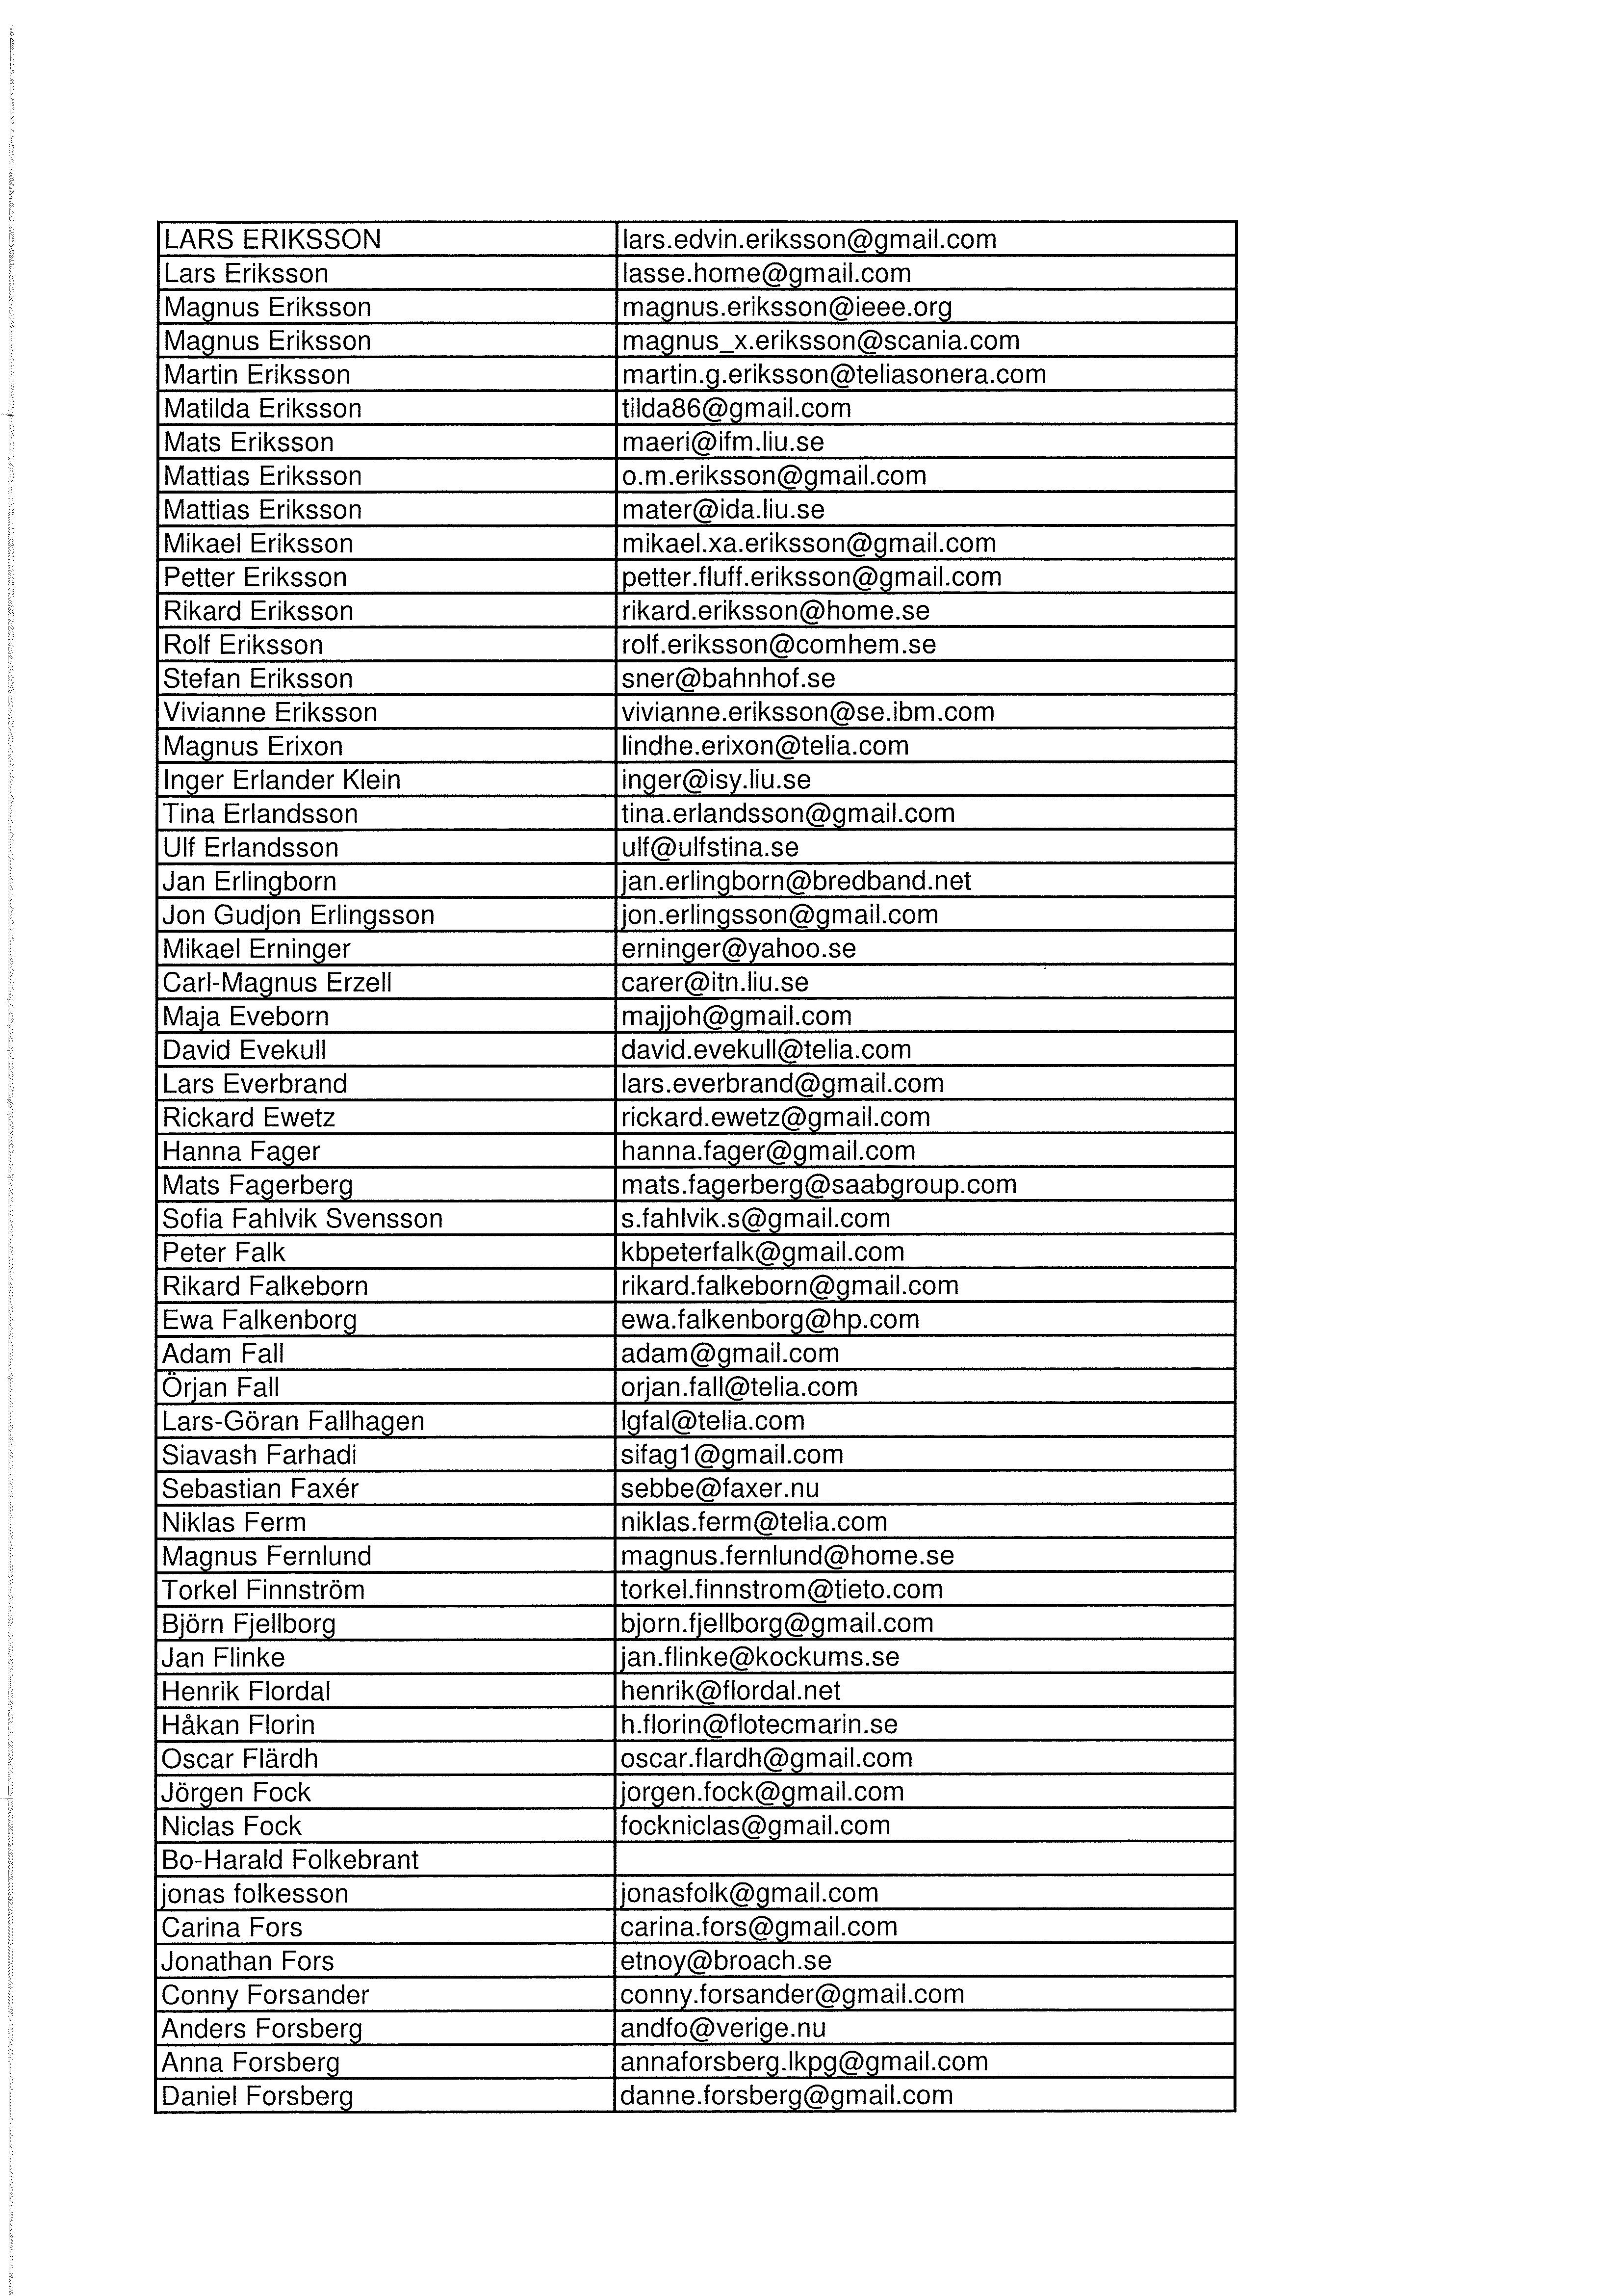 LARS ERIKSSON lars.edvin.eriksson@gmail.com
Lars Eriksson lasse.home@gmail.com
Magnus Eriksson magnus.eriksson@ieee.org
Magnus Eriksson magnus_x.eriksson@scania.com
Martin Eriksson martin.g.eriksson@teliasonera.com
Matilda Eriksson tilda86@gmail.com
Mats Eriksson maeri@ifm.liu.se
Mattias Eriksson o.m.eriksson@gmail.com
Mattias Eriksson mater@ida.liu.se
Mikael Eriksson mikael.xa.eriksson@gmail.com
Petter Eriksson petter.fluff.eriksson@gmail.com
Rikard Eriksson rikard.eriksson@home.se
Rolf Eriksson rolf.eriksson@comhem.se
Stefan Eriksson sner@bahnhof.se
Vivianne Eriksson vivianne.eriksson@se.ibm.com
Magnus Erixon lindhe.erixon@telia.com
Inger Erlander Klein inger@isy.liu.se
Tina Erlandsson tina.erlandsson@gmail.com
Ulf Erlandsson ulf@ulfstina.se
Jan Erlingborn jan.erlingborn@bredband.net
Jon Gudjon Erlingsson jon.erlingsson@gmail.com
Mikael Erninger erninger@yahoo.se
Carl-Magnus Erzell carer@itn.liu.se
Maja Eveborn majjoh@gmail.com
David Evekull david.evekull@telia.com
Lars Everbrand lars.everbrand@gmail.com
Rickard Ewetz rickard.ewetz@gmail.com
Hanna Fager hanna.fager@gmail.com
Mats Fagerberg mats.fagerberg@saabgroup.com
Sofia Fahlvik Svensson s.fahlvik.s@gmail.com
Peter Falk kbpeterfalk@gmail.com
Rikard Falkeborn rikard.falkeborn@gmail.com
Ewa Falkenborg ewa.falkenborg@hp.com
Adam Fall adam@gmail.com
Örjan Fall orjan.fall@telia.com
Lars-Göran Fallhagen lgfal@telia.com
Siavash Farhadi sifag1@gmail.com
Sebastian Faxér sebbe@faxer.nu
Niklas Ferm niklas.ferm@telia.com
Magnus Fernlund magnus.fernlund@home.se
Torkel Finnström torkel.finnstrom@tieto.com
Björn Fjellborg bjorn.fjellborg@gmail.com
Jan Flinke jan.flinke@kockums.se
Henrik Flordal henrik@flordal.net
Håkan Florin h.florin@flotecmarin.se
Oscar Flärdh oscar.flardh@gmail.com
Jörgen Fock jorgen.fock@gmail.com
Niclas Fock fockniclas@gmail.com
Bo-Harald Folkebrant
jonas folkesson jonasfolk@gmail.com
Carina Fors carina.fors@gmail.com
Jonathan Fors etnoy@broach.se
Conny Forsander conny.forsander@gmail.com
Anders Forsberg andfo@verige.nu
Anna Forsberg annaforsberg.lkpg@gmail.com
Daniel Forsberg danne.forsberg@gmail.com